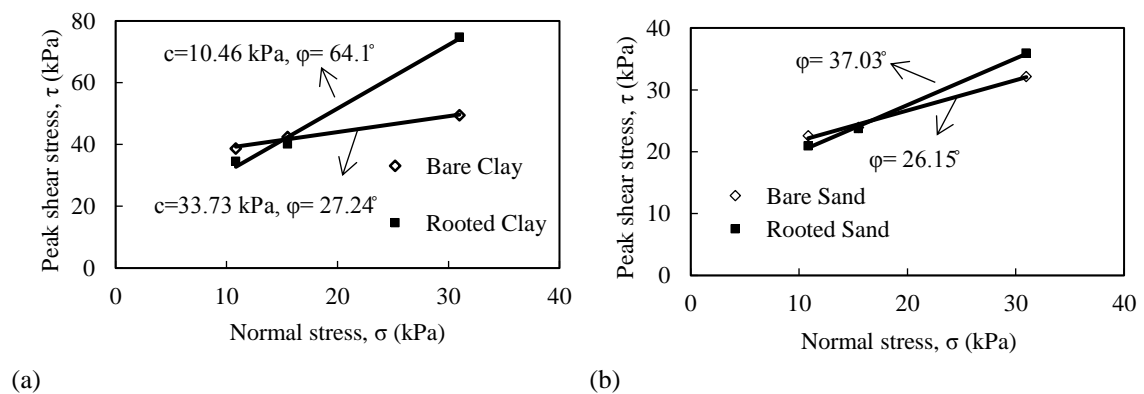 80
60
40
20
0
0
10
20
30
40
Peak shear stress, τ (kPa)
Normal stress, σ (kPa)
c=10.46 kPa, φ= 64.1°
c=33.73 kPa, φ= 27.24°
Bare Clay
Rooted Clay
(a)
40
30
20
10
0
0
10
20
30
40
Peak shear stress, τ (kPa)
Normal stress, σ (kPa)
φ= 37.03°
φ= 26.15°
Bare Sand
Rooted Sand
(b)